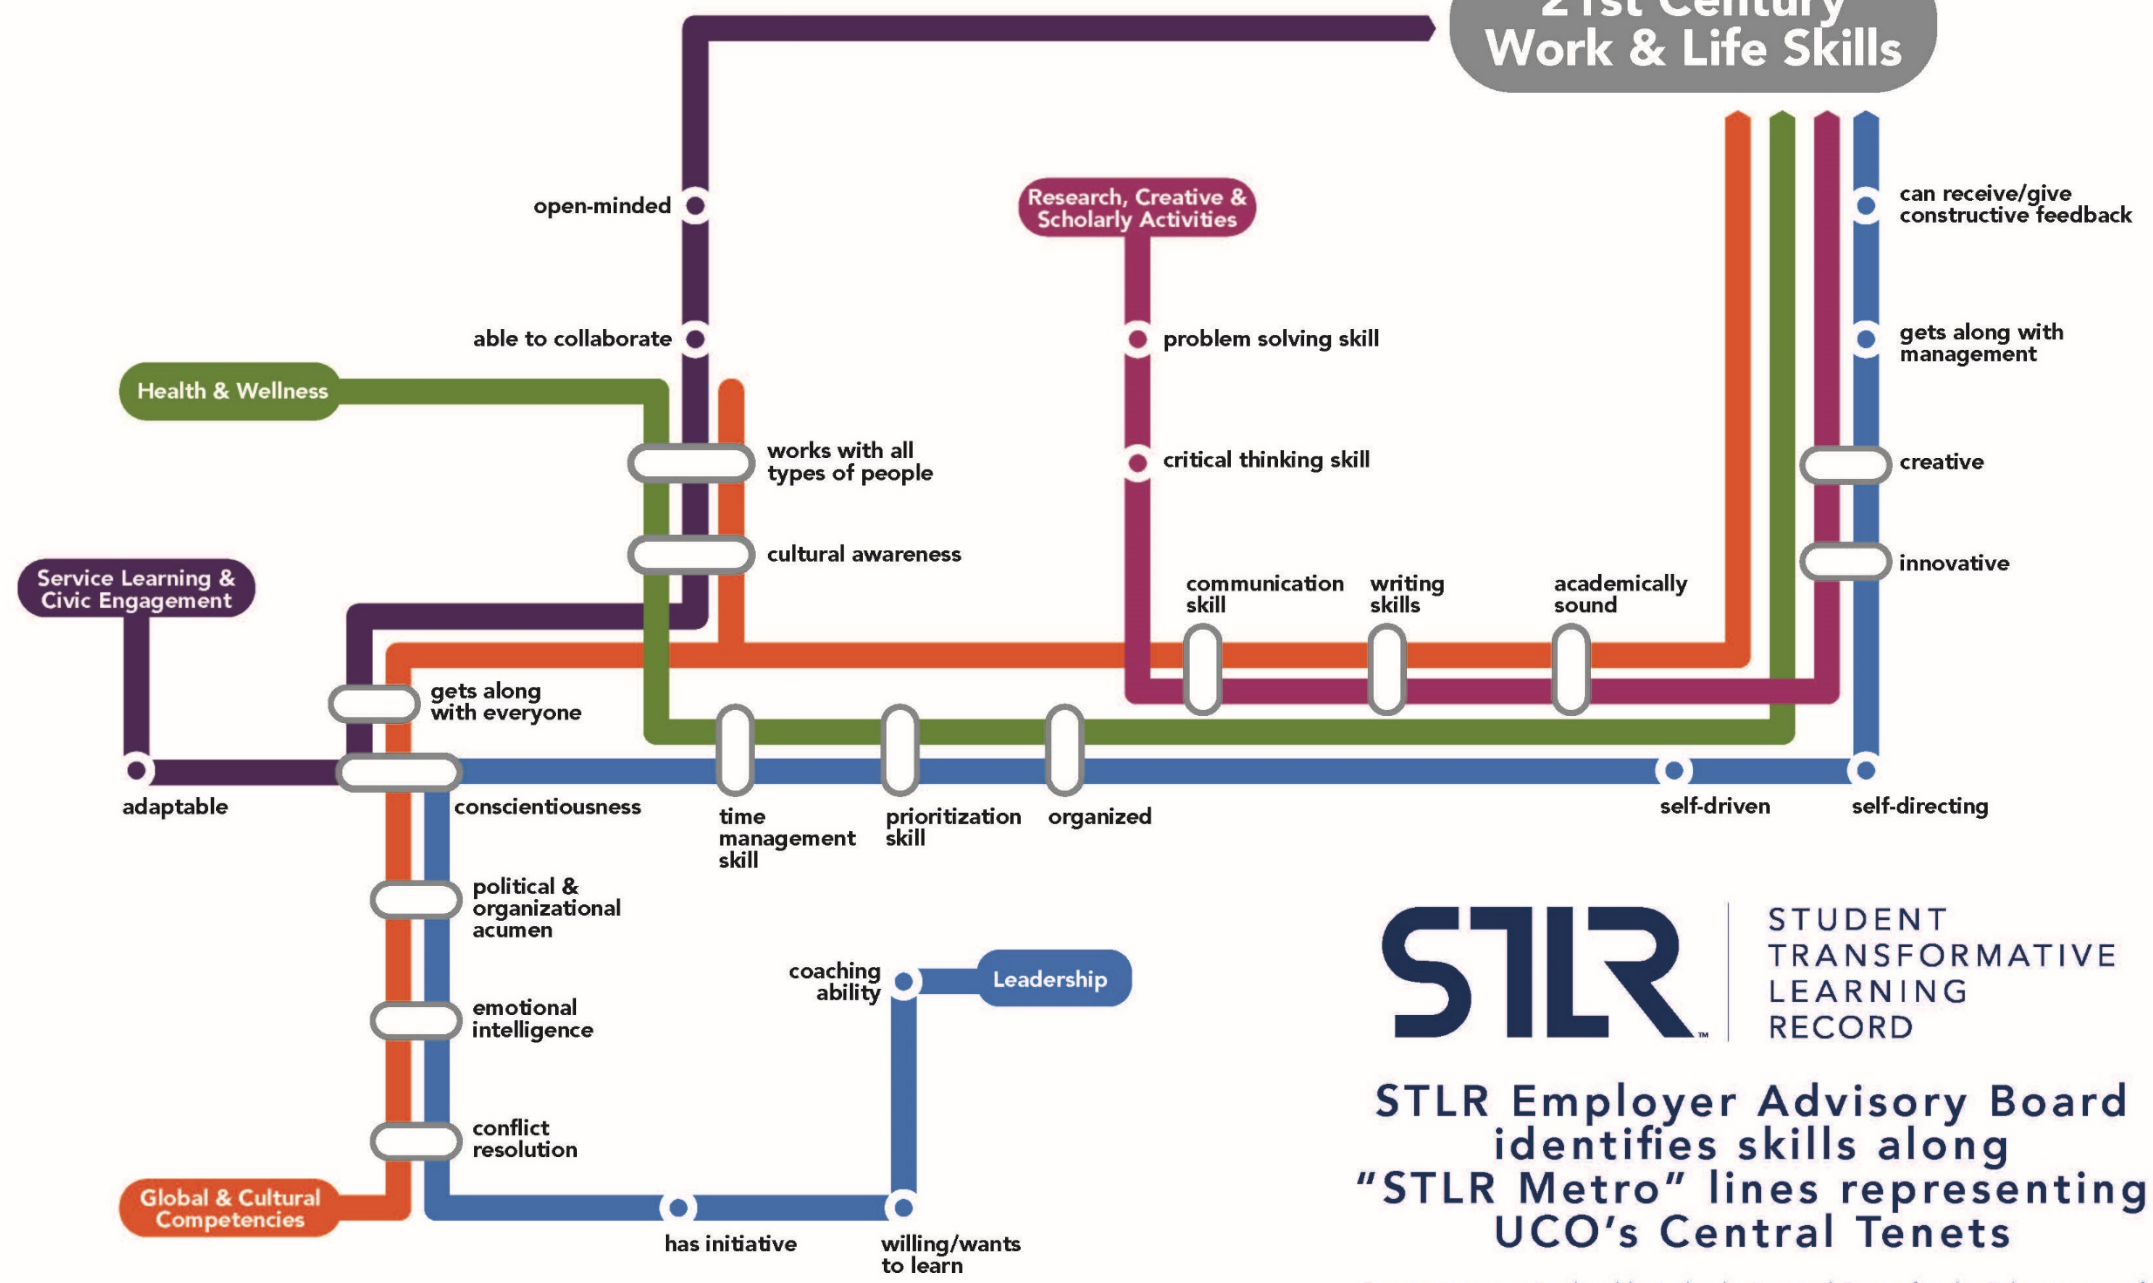 21st Century
Work & Life Skills
open-minded
Research, Creative &
Scholarly Activities
can receive/give
constructive feedback
able to collaborate
problem solving skill
gets along with
management
Health & Wellness
works with all
types of people
critical thinking skill
creative
cultural awareness
innovative
Service Learning &
Civic Engagement
communication
skill
writing
skills
academically
sound
gets along
with everyone
adaptable
conscientiousness
time
management
skill
prioritization
skill
organized
self-driven
self-directing
political &
organizational
acumen
coaching
ability
Leadership
emotional
intelligence
conflict
resolution
Global & Cultural
Competencies
has initiative
willing/wants
to learn
STLR™
STUDENT
TRANSFORMATIVE
LEARNING
RECORD
STLR Employer Advisory Board
identifies skills along
“STLR Metro” lines representing
UCO’s Central Tenets